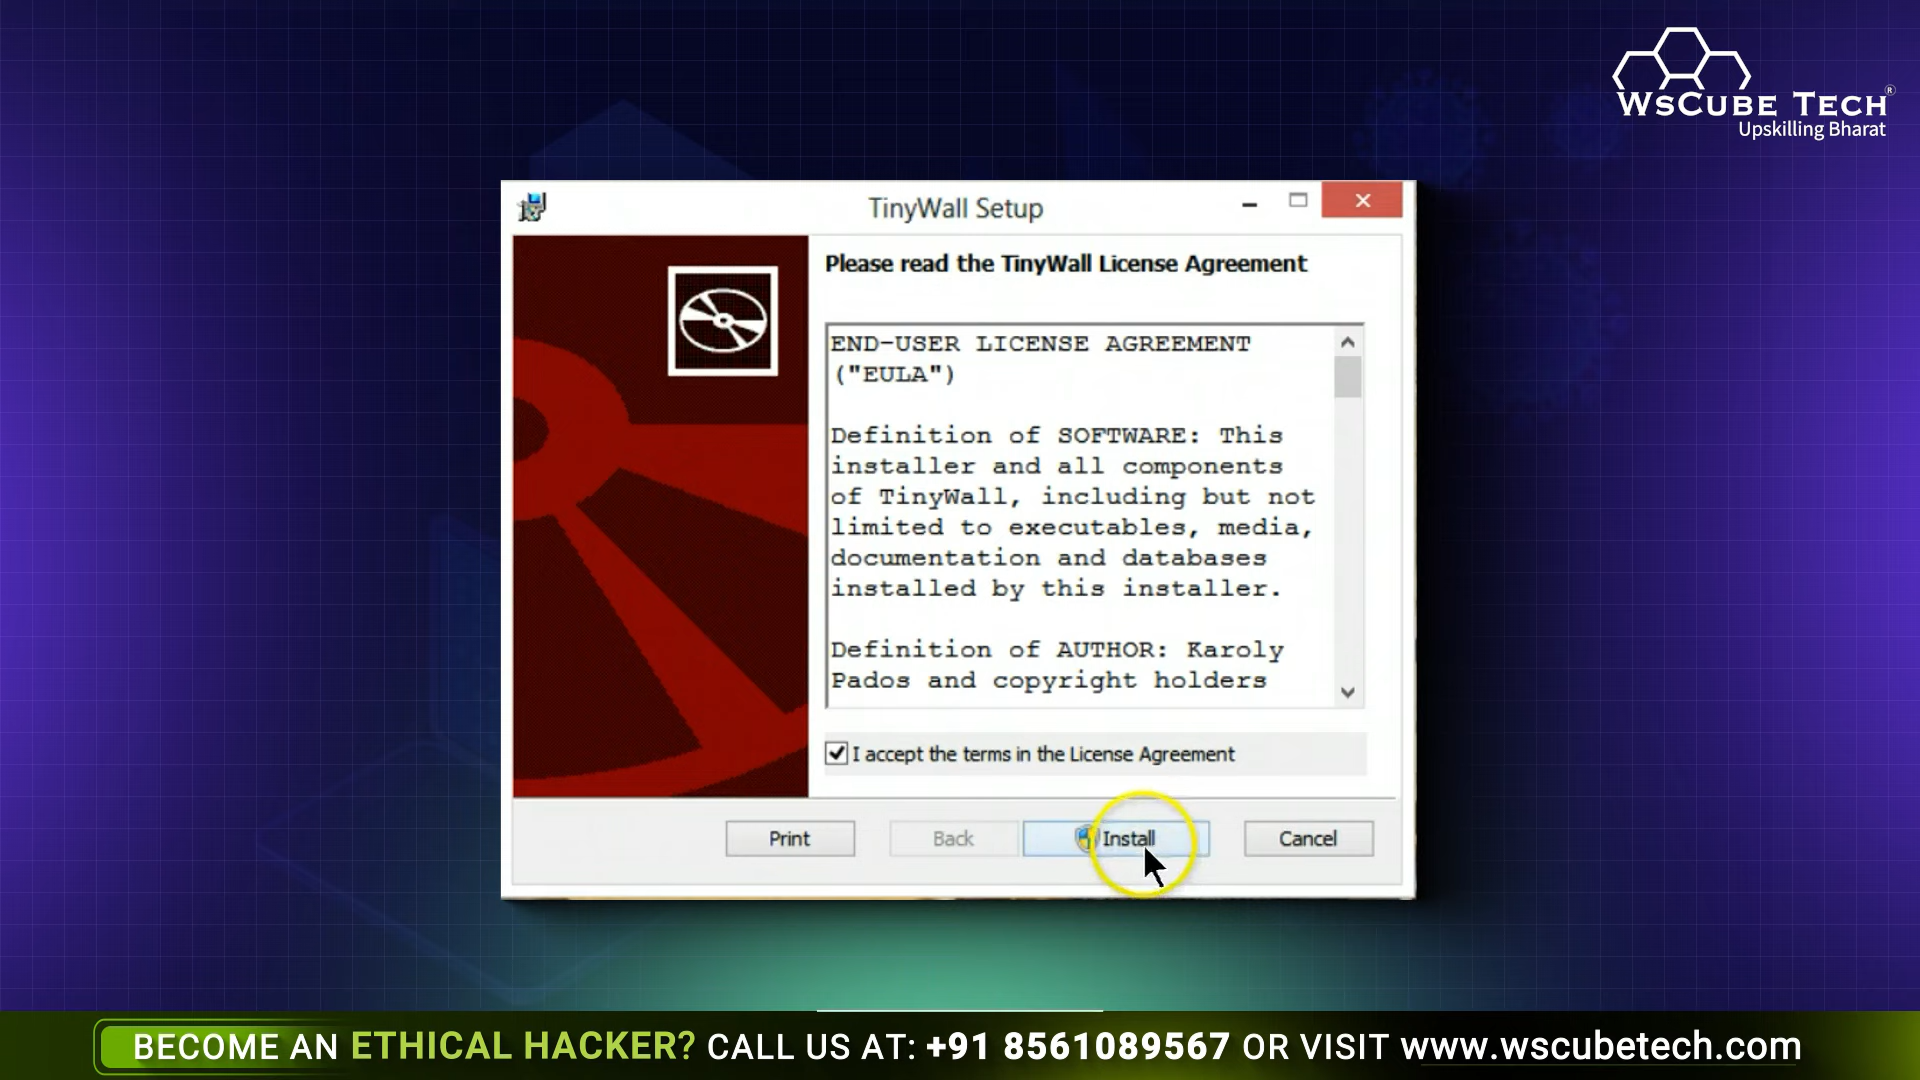 WsCube Tech®
Upskilling Bharat
TinyWall Setup
Please read the TinyWall License Agreement
END-USER LICENSE AGREEMENT
("EULA")
Definition of SOFTWARE: This
installer and all components
of TinyWall, including but not
limited to executables, media,
documentation and databases
installed by this installer.
Definition of AUTHOR: Karoly
Pados and copyright holders
I accept the terms in the License Agreement
Print
Back
Install
Cancel
BECOME AN ETHICAL HACKER? CALL US AT: +91 8561089567 OR VISIT www.wscubetech.com